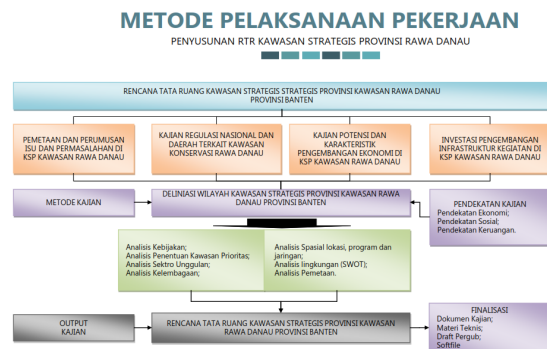 METODE PELAKSANAAN PEKERJAAN
PENYUSUNAN RTR KAWASAN STRATEGIS PROVINSI RAWA DANAU
RENCANA TATA RUANG KAWASAN STRATEGIS STRATEGIS PROVINSI KAWASAN RAWA DANAU
PROVINSI BANTEN
PEMETAAN DAN PERUMUSAN
ISU DAN PERMASALAHAN DI
KSP KAWASAN RAWA DANAU
KAJIAN REGULASI NASIONAL DAN
DAERAH TERKAIT KAWASAN
KONSERVASI RAWA DANAU
KAJIAN POTENSI DAN
KARAKTERISTIK
PENGEMBANGAN EKONOMI DI
KSP KAWASAN RAWA DANAU
INVESTASI PENGEMBANGAN
INFRASTRUKTUR KEGIATAN DI
KSP KAWASAN RAWA DANAU
METODE KAJIAN
DELINIASI WILAYAH KAWASAN STRATEGIS PROVINSI KAWASAN RAWA
DANAU PROVINSI BANTEN
PENDEKATAN KAJIAN
Pendekatan Ekonomi;
Pendekatan Sosial;
Pendekatan Keruangan.
Analisis Kebijakan;
Analisis Penentuan Kawasan Prioritas;
Analisis Sektro Unggulan;
Analisis Kelembagaan;
Analisis Spasial lokasi, program dan
jaringan;
Analisis lingkungan (SWOT);
Analisis Pemetaan.
OUTPUT
KAJIAN
RENCANA TATA RUANG KAWASAN STRATEGIS PROVINSI KAWASAN
RAWA DANAU PROVINSI BANTEN
FINALISASI
Dokumen Kajian;
Materi Teknis;
Draft Pergub;
Softfile